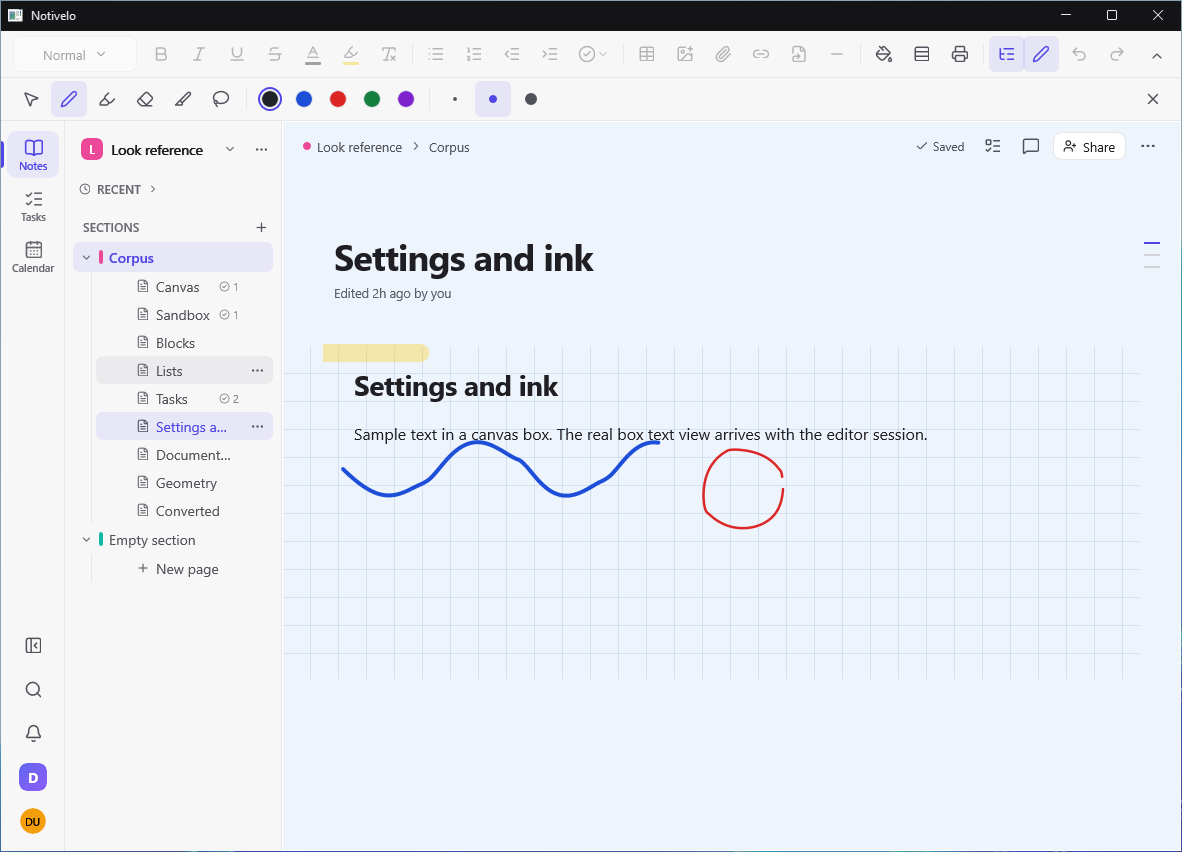 Notivelo
Normal
Notes
Tasks
Calendar
D
DU
L Look reference
RECENT
SECTIONS
Corpus
Canvas 1
Sandbox 1
Blocks
Lists
Tasks 2
Settings a...
Document...
Geometry
Converted
Empty section
New page
Look reference > Corpus
Saved
Share
Settings and ink
Edited 2h ago by you
Settings and ink
Sample text in a canvas box. The real box text view arrives with the editor session.